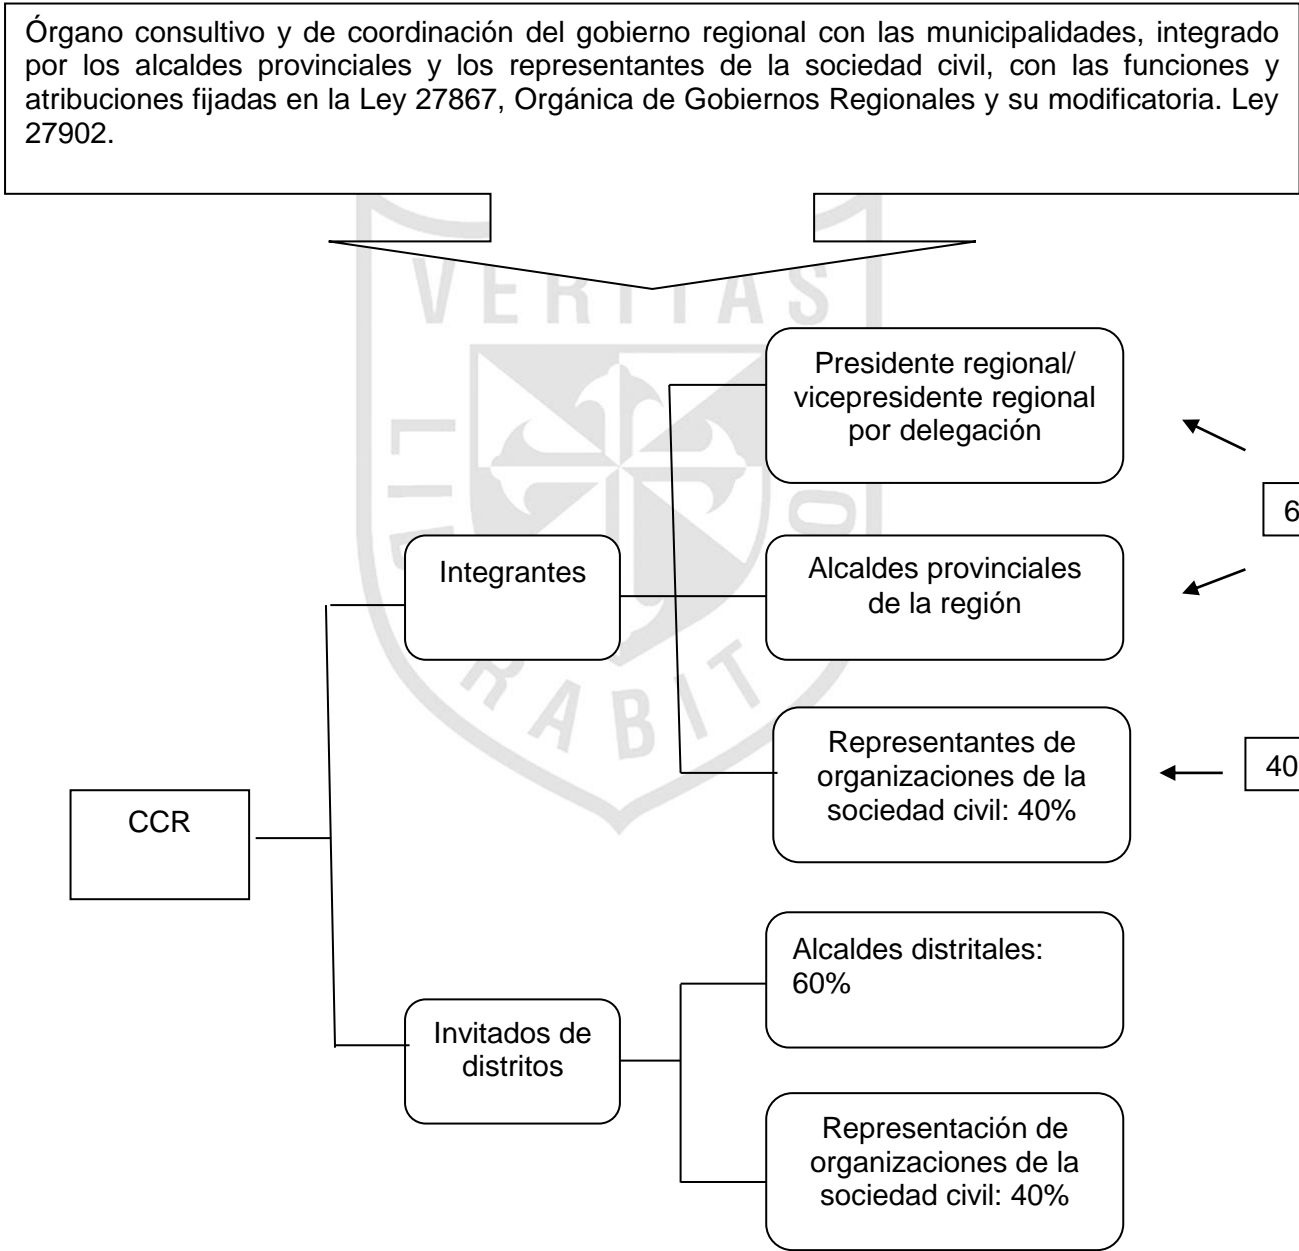 Órgano consultivo y de coordinación del gobierno regional con las municipalidades, integrado
por los alcaldes provinciales y los representantes de la sociedad civil, con las funciones y
atribuciones fijadas en la Ley 27867, Orgánica de Gobiernos Regionales y su modificatoria. Ley
27902.
VERITAS
Presidente regional/
vicepresidente regional
por delegación
6
Integrantes
Alcaldes provinciales
de la región
RABIT
Representantes de
organizaciones de la
sociedad civil: 40%
40
CCR
Alcaldes distritales:
60%
Invitados de
distritos
Representación de
organizaciones de la
sociedad civil: 40%